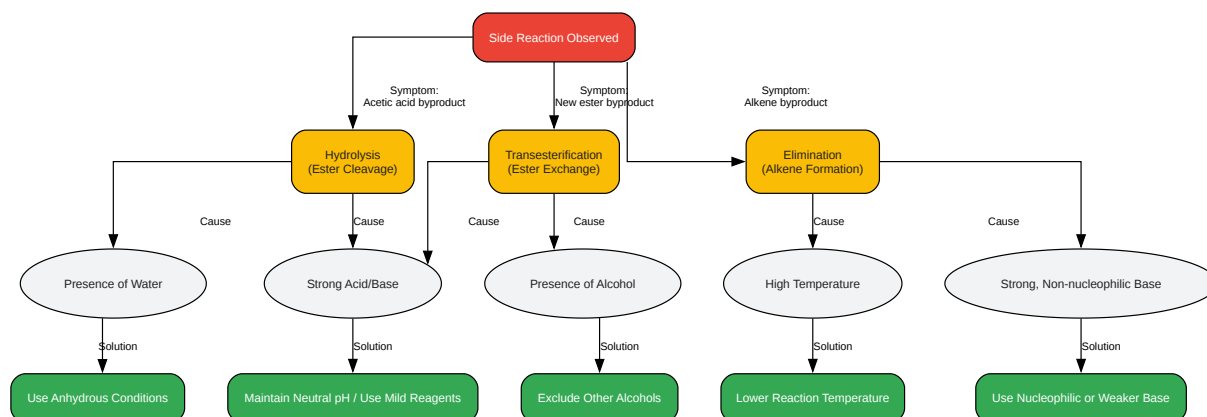 Side Reaction Observed
Symptom:
Acetic acid byproduct
Symptom:
New ester byproduct
Symptom:
Alkene byproduct
Hydrolysis
(Ester Cleavage)
Transesterification
(Ester Exchange)
Elimination
(Alkene Formation)
Cause
Cause
Cause
Cause
Cause
Cause
Presence of Water
Strong Acid/Base
Presence of Alcohol
High Temperature
Strong, Non-nucleophilic Base
Solution
Solution
Solution
Solution
Solution
Use Anhydrous Conditions
Maintain Neutral pH / Use Mild Reagents
Exclude Other Alcohols
Lower Reaction Temperature
Use Nucleophilic or Weaker Base